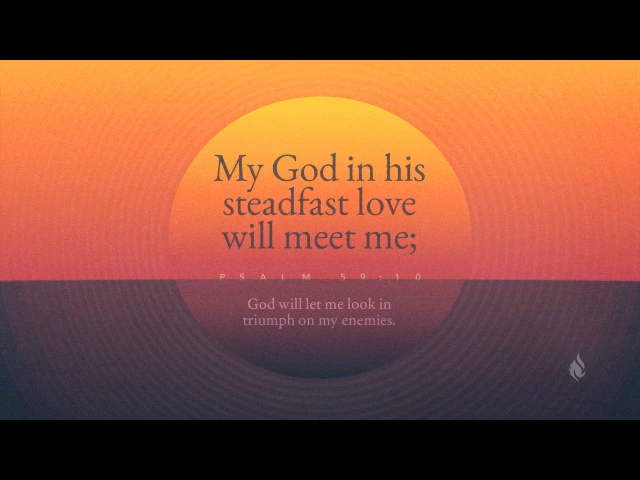 My God in his
steadfast love
will meet me;
PSALM 59:10
God will let me look in
triumph on my enemies.